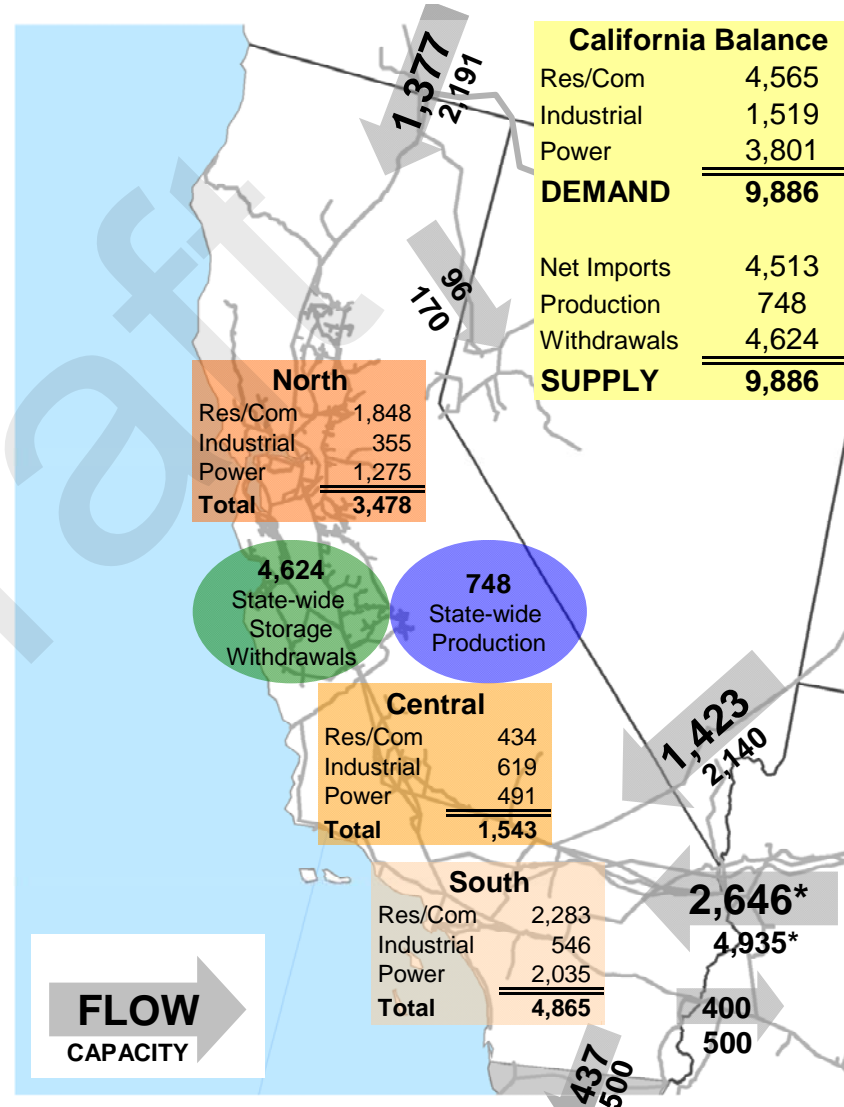 1,377
2,191
California Balance
Res/Com 4,565
Industrial 1,519
Power 3,801
DEMAND 9,886
Net Imports 4,513
Production 748
Withdrawals 4,624
SUPPLY 9,886
96
170
North
Res/Com 1,848
Industrial 355
Power 1,275
Total 3,478
4,624
State-wide
Storage
Withdrawals
748
State-wide
Production
Central
Res/Com 434
Industrial 619
Power 491
Total 1,543
1,423
2,140
South
Res/Com 2,283
Industrial 546
Power 2,035
Total 4,865
2,646*
4,935*
400
500
437
500
FLOW
CAPACITY